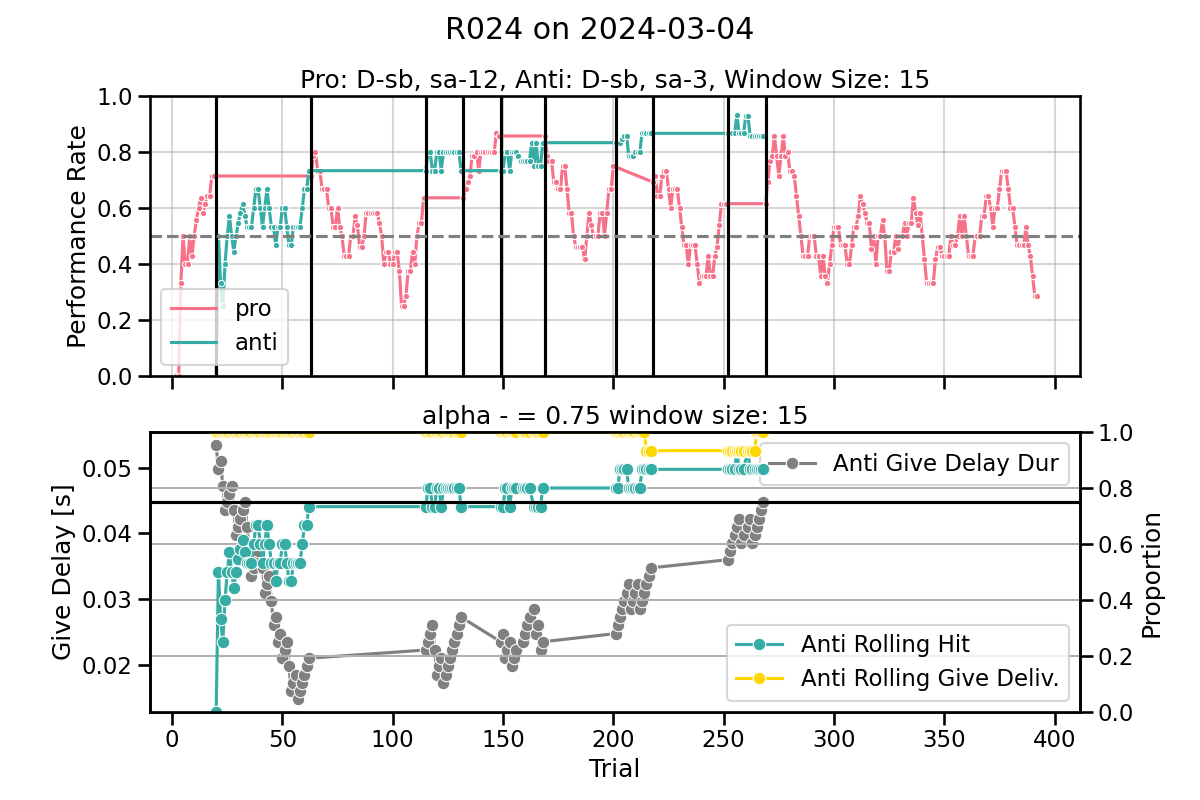 R024 on 2024-03-04
Pro: D-sb, sa-12, Anti: D-sb, sa-3, Window Size: 15
1.0
0.8
0.6
0.4
0.2
0.0
Performance Rate
pro
anti
alpha - = 0.75 window size: 15
0.05
0.04
0.03
0.02
Give Delay [s]
Anti Give Delay Dur
1.0
0.8
0.6
0.4
0.2
0.0
Proportion
Anti Rolling Hit
Anti Rolling Give Deliv.
0 50 100 150 200 250 300 350 400
Trial